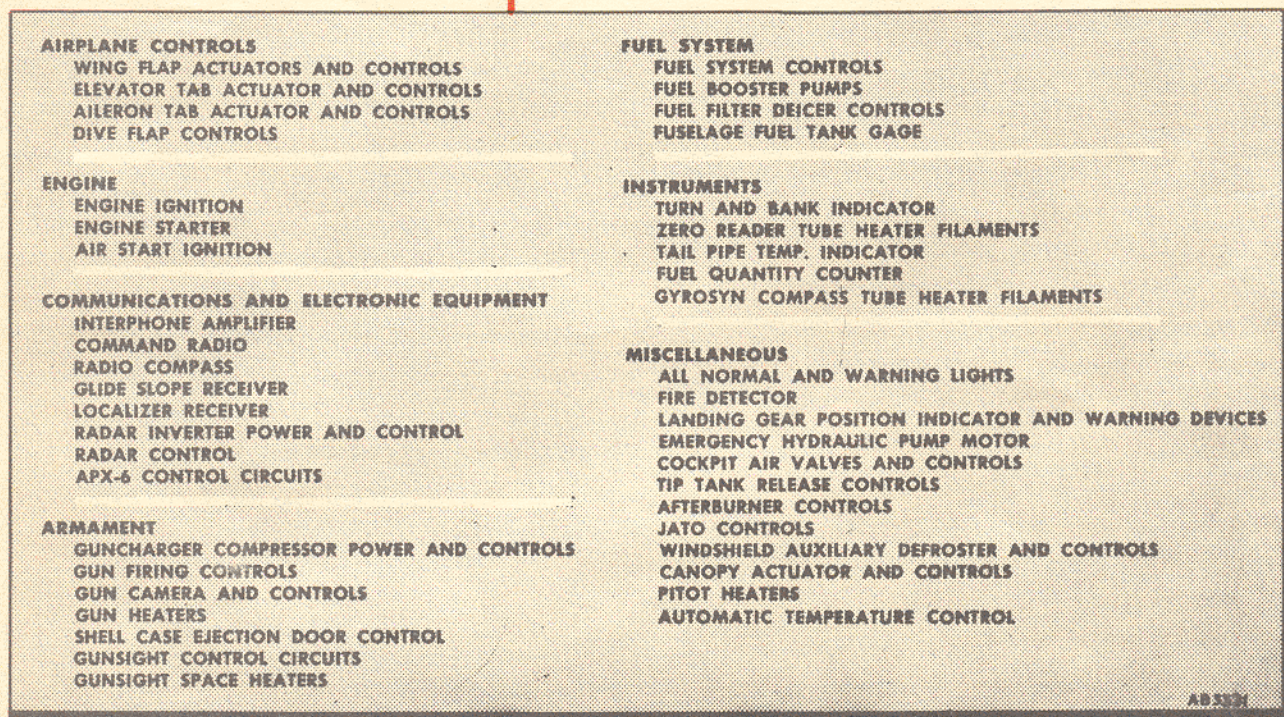 AIRPLANE CONTROLS
WING FLAP ACTUATORS AND CONTROLS
ELEVATOR TAB ACTUATOR AND CONTROLS
AILERON TAB ACTUATOR AND CONTROLS
DIVE FLAP CONTROLS
ENGINE
ENGINE IGNITION
ENGINE STARTER
AIR START IGNITION
COMMUNICATIONS AND ELECTRONIC EQUIPMENT
INTERPHONE AMPLIFIER
COMMAND RADIO
RADIO COMPASS
GLIDE SLOPE RECEIVER
LOCALIZER RECEIVER
RADAR INVERTER POWER AND CONTROL
RADAR CONTROL
APX-6 CONTROL CIRCUITS
ARMAMENT
GUNCHARGER COMPRESSOR POWER AND CONTROLS
GUN FIRING CONTROLS
GUN CAMERA AND CONTROLS
GUN HEATERS
SHELL CASE EJECTION DOOR CONTROL
GUNSIGHT CONTROL CIRCUITS
GUNSIGHT SPACE HEATERS
FUEL SYSTEM
FUEL SYSTEM CONTROLS
FUEL BOOSTER PUMPS
FUEL FILTER DEICER CONTROLS
FUSELAGE FUEL TANK GAGE
INSTRUMENTS
TURN AND BANK INDICATOR
ZERO READER TUBE HEATER FILAMENTS
TAIL PIPE TEMP. INDICATOR
FUEL QUANTITY COUNTER
GYROSYN COMPASS TUBE HEATER FILAMENTS
MISCELLANEOUS
ALL NORMAL AND WARNING LIGHTS
FIRE DETECTOR
LANDING GEAR POSITION INDICATOR AND WARNING DEVICES
EMERGENCY HYDRAULIC PUMP MOTOR
COCKPIT AIR VALVES AND CONTROLS
TIP TANK RELEASE CONTROLS
AFTERBURNER CONTROLS
JATO CONTROLS
WINDSHIELD AUXILIARY DEFROSTER AND CONTROLS
CANOPY ACTUATOR AND CONTROLS
PITOT HEATERS
AUTOMATIC TEMPERATURE CONTROL